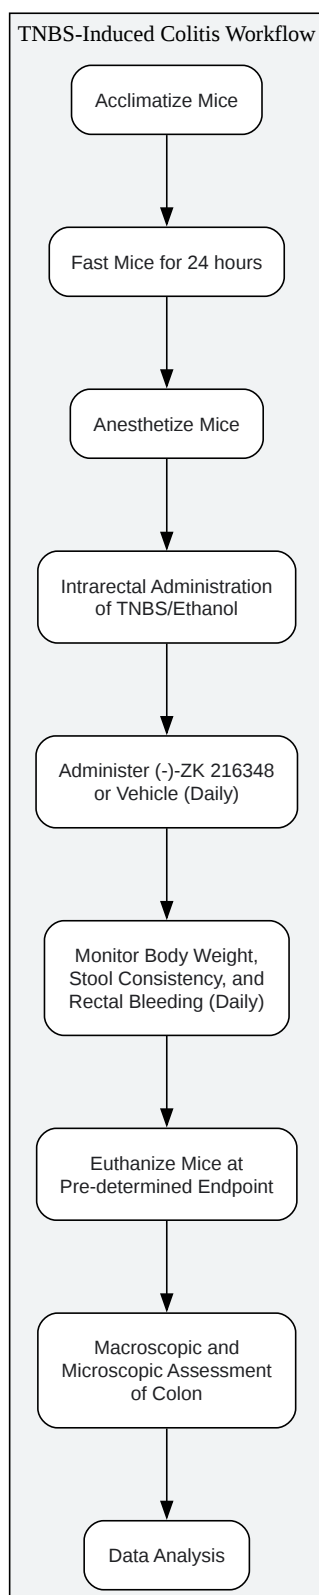 TNBS-Induced Colitis Workflow
Acclimatize Mice
Fast Mice for 24 hours
Anesthetize Mice
Intrarectal Administration
of TNBS/Ethanol
Administer (-)-ZK 216348
or Vehicle (Daily)
Monitor Body Weight,
Stool Consistency, and
Rectal Bleeding (Daily)
Euthanize Mice at
Pre-determined Endpoint
Macroscopic and
Microscopic Assessment
of Colon
Data Analysis